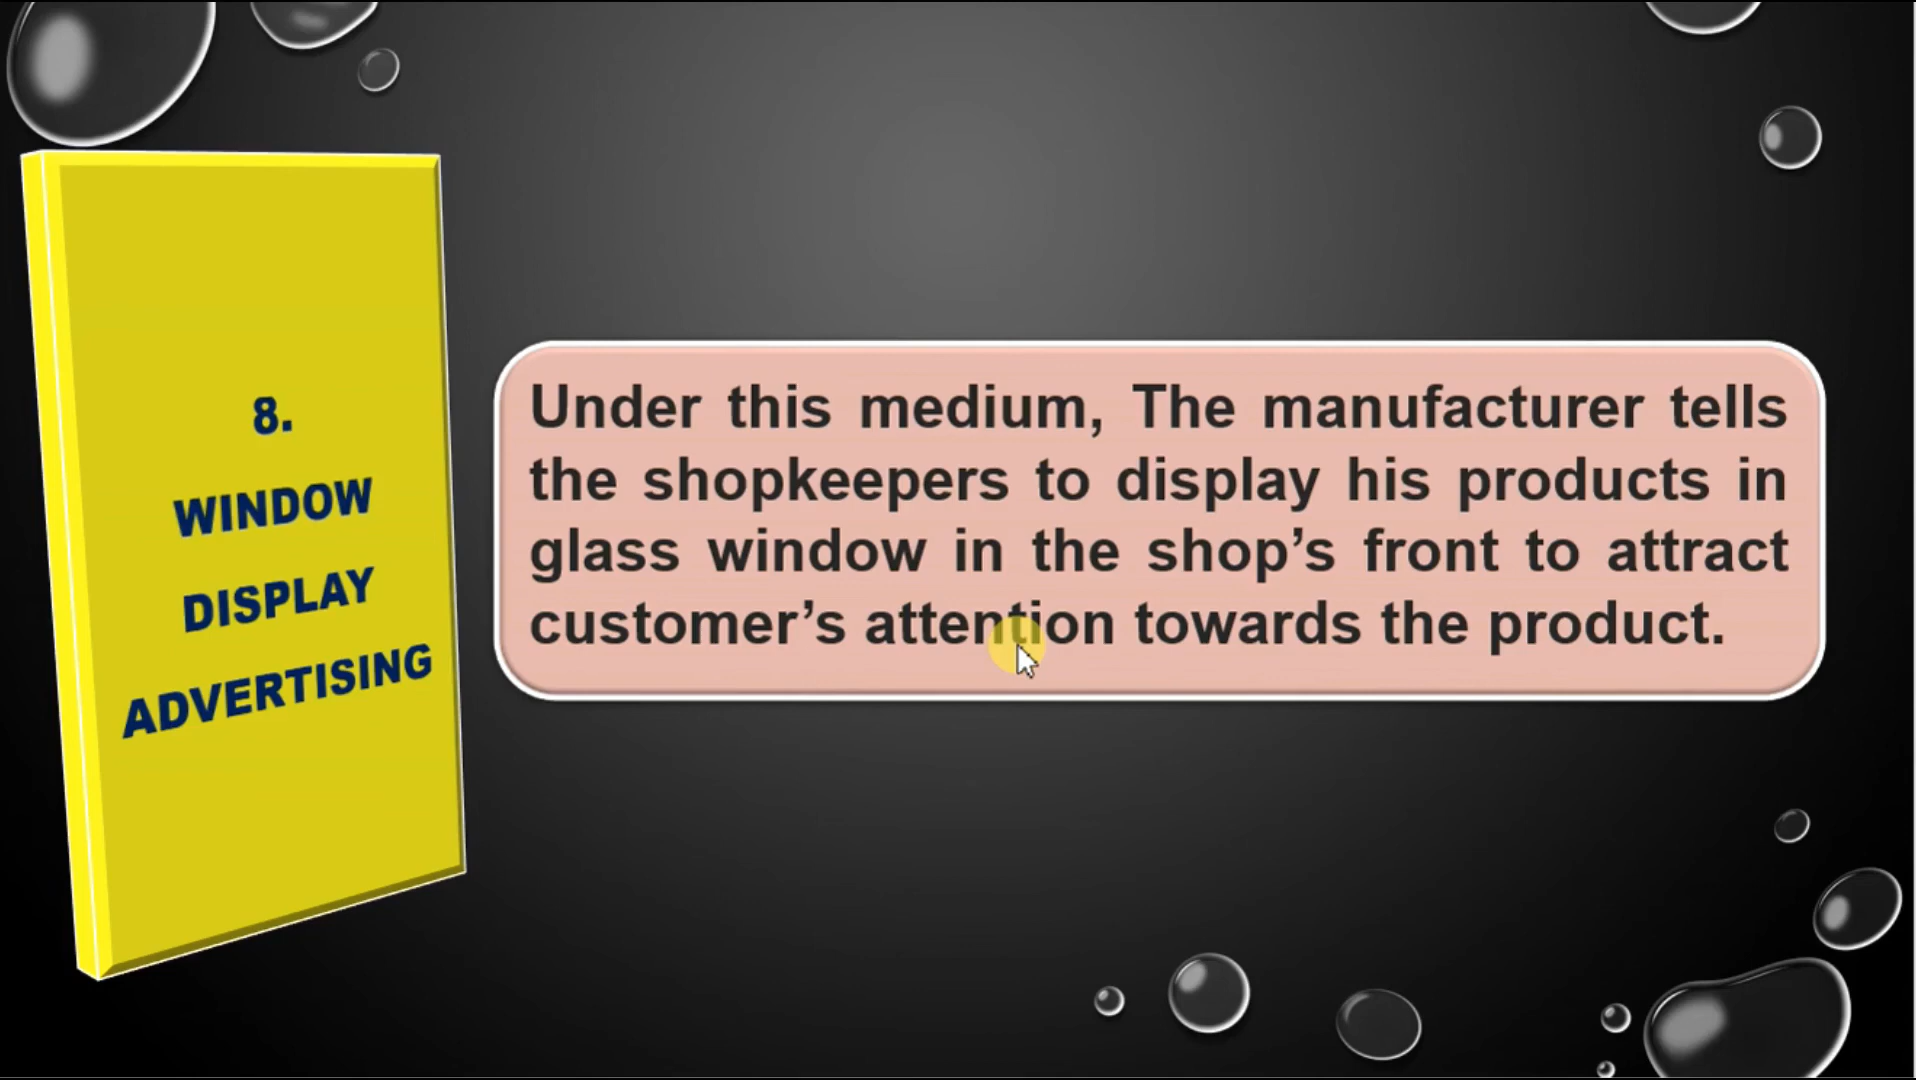 8.
WINDOW
DISPLAY
ADVERTISING
Under this medium, The manufacturer tells
the shopkeepers to display his products in
glass window in the shop’s front to attract
customer’s attention towards the product.